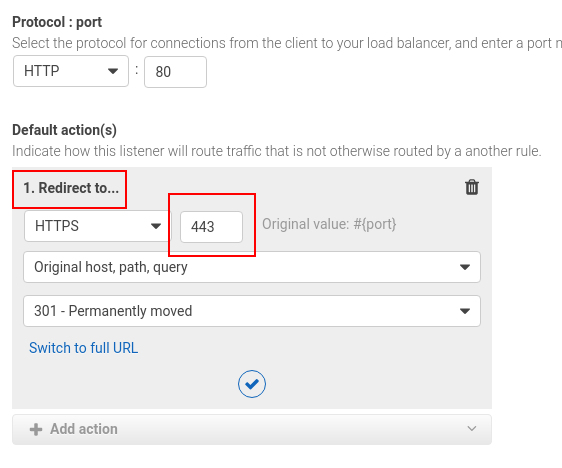 Protocol : port
Select the protocol for connections from the client to your load balancer, and enter a port
HTTP : 80
Default action(s)
Indicate how this listener will route traffic that is not otherwise routed by another rule.
1. Redirect to...
HTTPS 443 Original value: #{port}
Original host, path, query
301 - Permanently moved
Switch to full URL
Add action